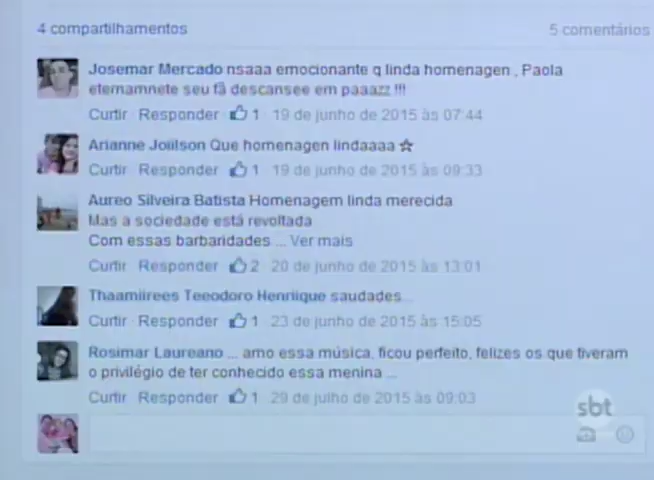 4 compartilhamentos 5 comentários
Josemar Mercado nsaaa emocionante q linda homenagen , Paola
eternamnete seu fã descansee em paaazz !!!
Curtir · Responder · 1 · 19 de junho de 2015 às 07:44
Arianne Joilson Que homenagen lindaaaa ☆
Curtir · Responder · 1 · 19 de junho de 2015 às 09:33
Aureo Silveira Batista Homenagem linda merecida
Mas a sociedade está revoltada
Com essas barbaridades ... Ver mais
Curtir · Responder · 2 · 20 de junho de 2015 às 13:01
Thaamiirees Teeodoro Henriique saudades...
Curtir · Responder · 1 · 23 de junho de 2015 às 15:05
Rosimar Laureano ... amo essa música, ficou perfeito, felizes os que tiveram
o privilégio de ter conhecido essa menina ...
Curtir · Responder · 1 · 29 de julho de 2015 às 09:03
sbt